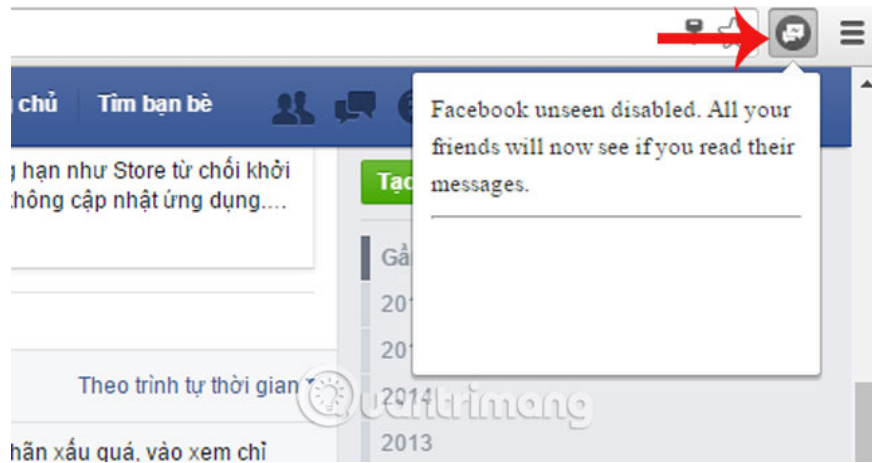 chủ Tìm bạn bè
Facebook unseen disabled. All your
friends will now see if you read their
messages.
hạn như Store từ chối khởi
không cập nhật ứng dụng....
Tạo
Gầ
201
201
2014
2013
Theo trình tự thời gian
Quantrimang
hãn xấu quá, vào xem chỉ